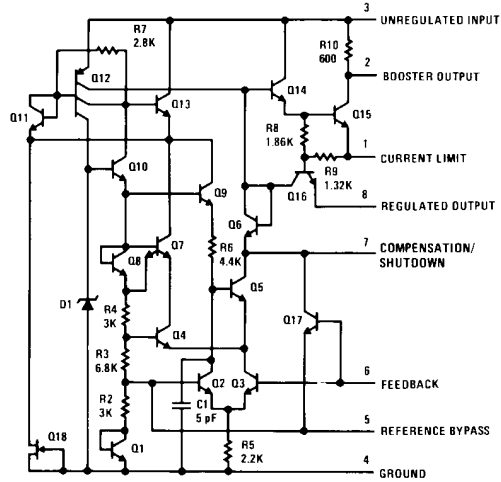 3 UNREGULATED INPUT
R7
2.8K
R10
600
Q12
2 BOOSTER OUTPUT
Q11
Q13
Q14
Q15
R8
1.86K
1 CURRENT LIMIT
Q10
R9
1.32K
Q9
Q16
8 REGULATED OUTPUT
Q6
R6
4.4K
7 COMPENSATION/
SHUTDOWN
Q8
Q7
Q5
D1
R4
3K
Q17
Q4
R3
6.8K
6 FEEDBACK
Q2
Q3
C1
5 pF
R2
3K
5 REFERENCE BYPASS
Q18
Q1
R5
2.2K
4 GROUND